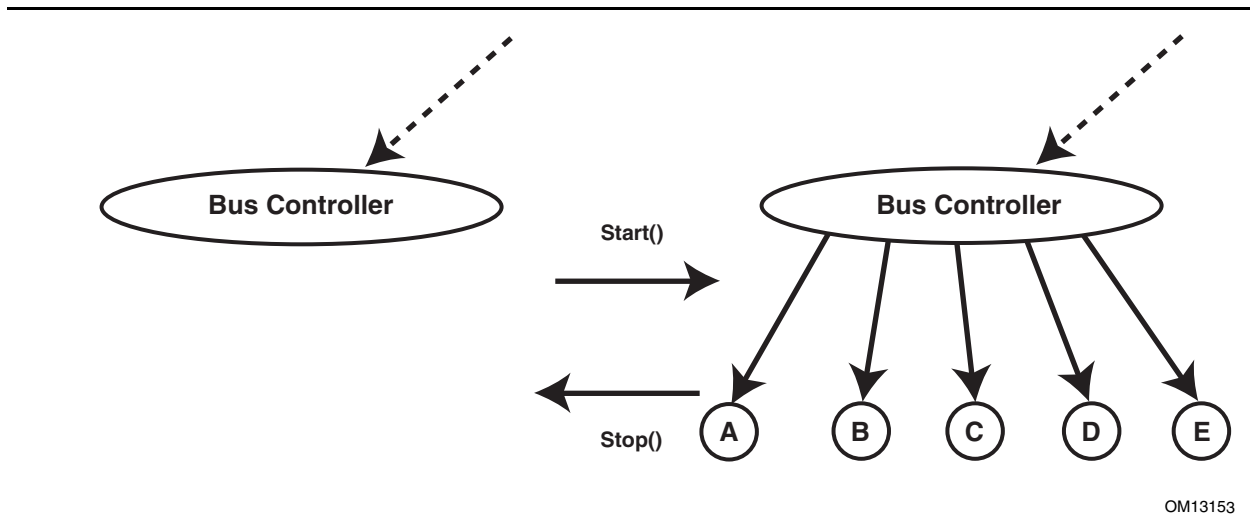 Bus Controller
Bus Controller
Start()
Stop()
A
B
C
D
E
OM13153